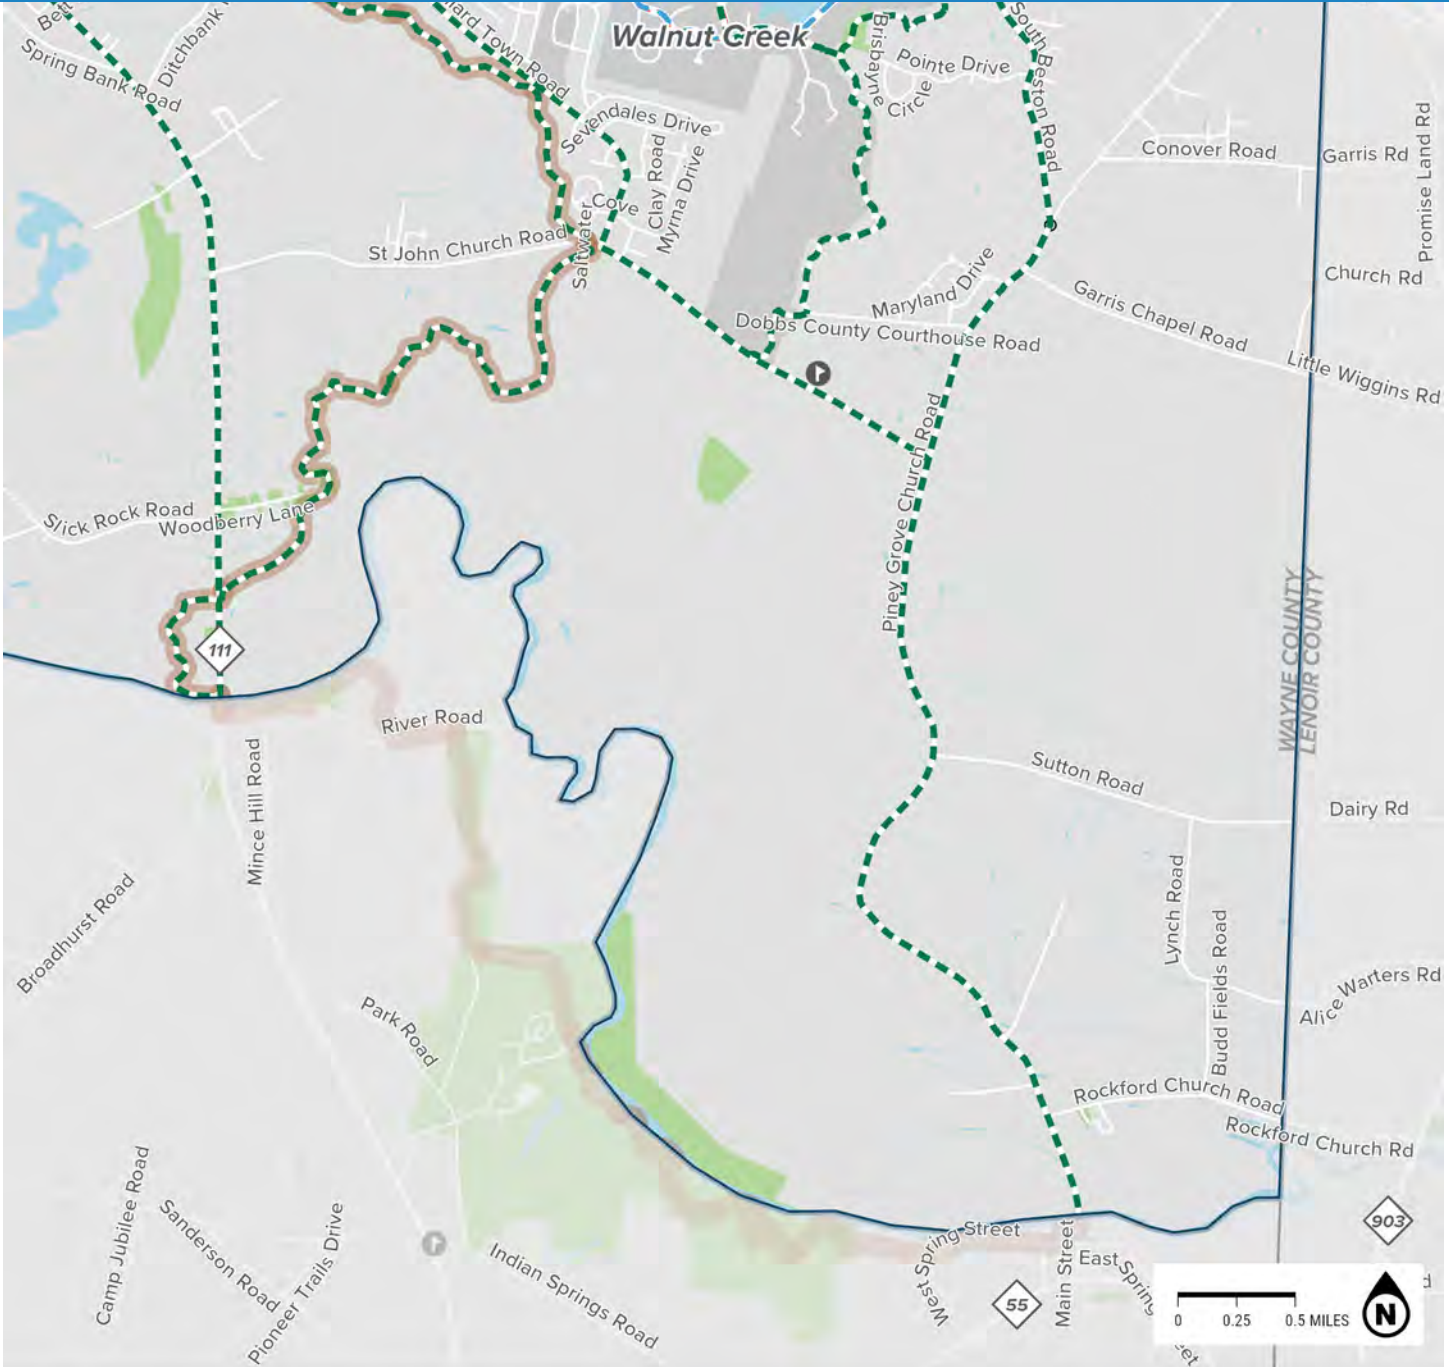 Walnut Creek
Spring Bank Road
Town Road
South Beston Road
Brisbayne
Circle
Pointe Drive
Sevendales Drive
Clay Road
Myrna Drive
Cove
Saltwater
Conover Road
Garris Rd
Promise Land Rd
St John Church Road
Maryland Drive
Church Rd
Garris Chapel Road
Dobbs County Courthouse Road
Little Wiggins Rd
Piney Grove Church Road
Slick Rock Road
Woodberry Lane
111
WAYNE COUNTY
LENOIR COUNTY
River Road
Mince Hill Road
Sutton Road
Dairy Rd
Broadhurst Road
Lynch Road
Budd Fields Road
Alice Warters Rd
Park Road
Rockford Church Road
Rockford Church Rd
Camp Jubilee Road
Sanderson Road
Pioneer Trails Drive
Indian Springs Road
West Spring Street
Main Street
East Spring
55
903
N
0 0.25 0.5 MILES